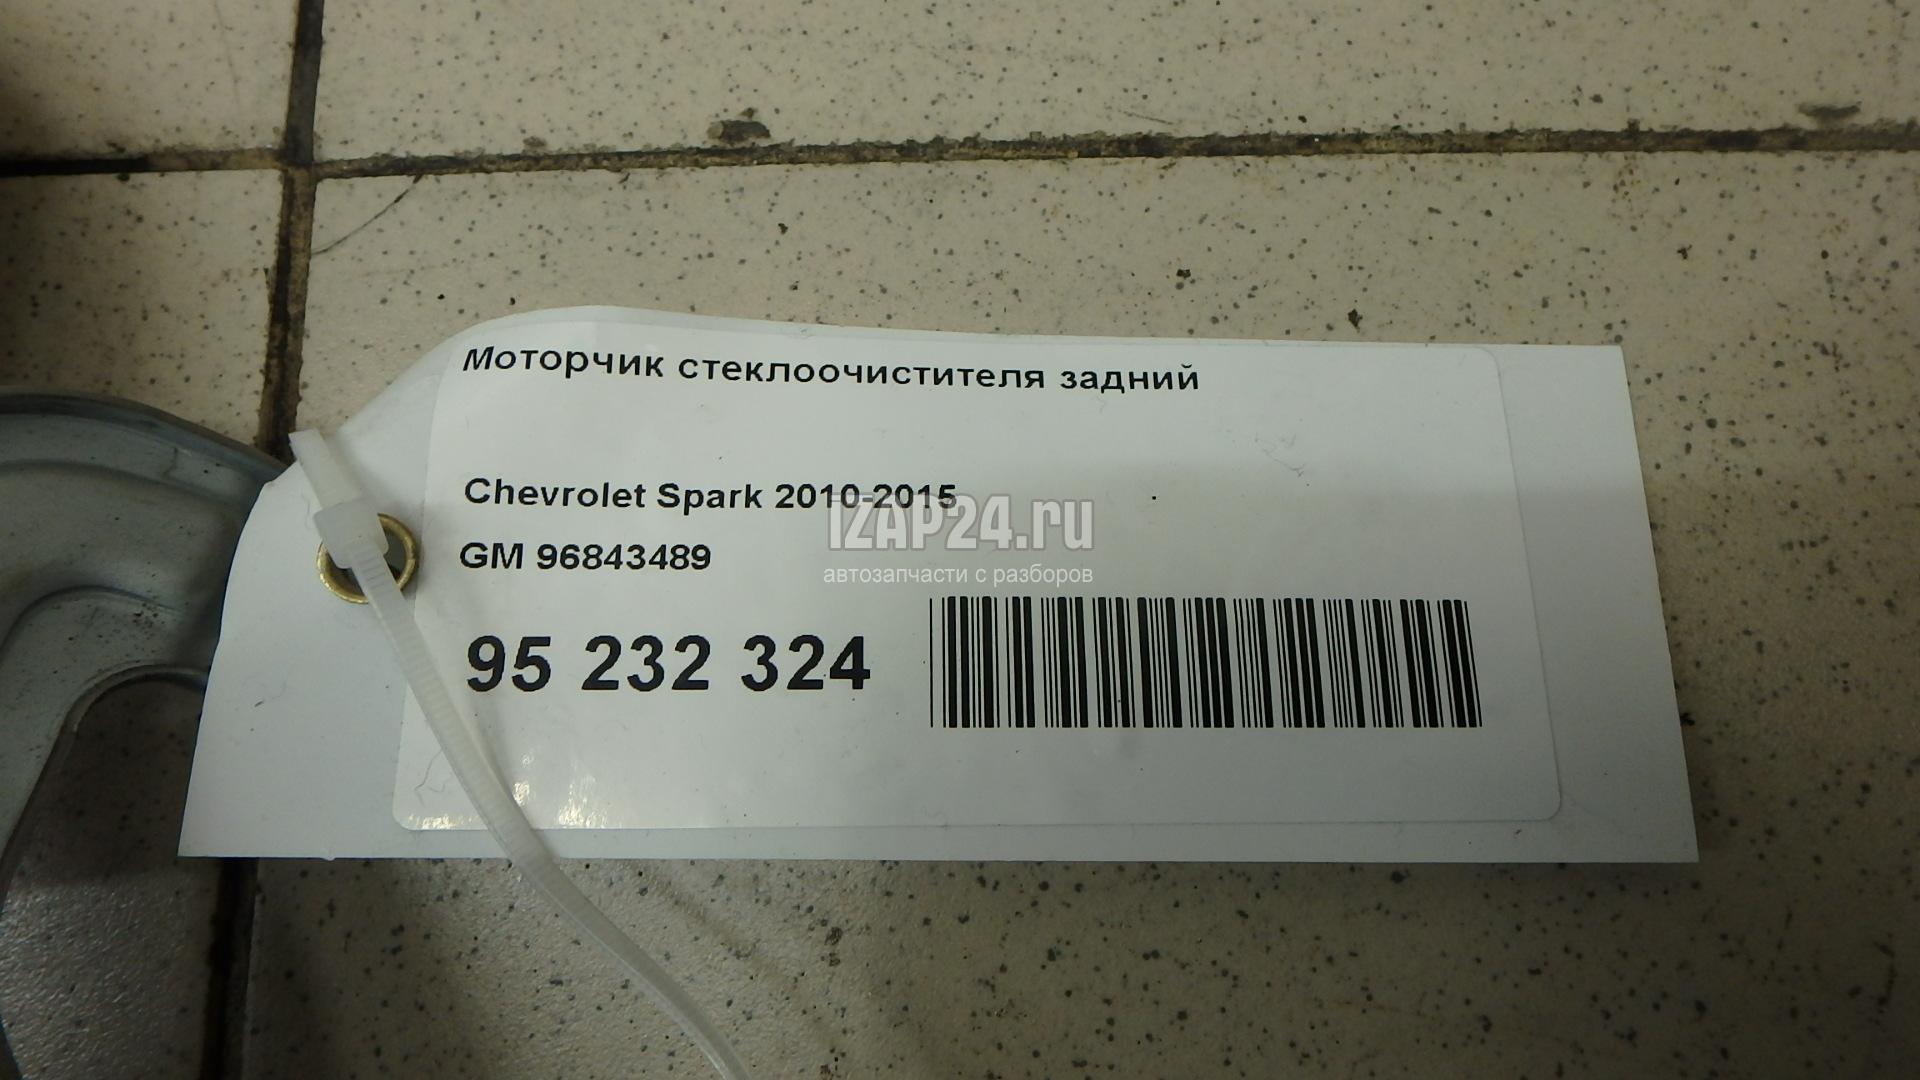 Моторчик стеклоочистителя задний
Chevrolet Spark 2010-2015
IZAP24.ru
GM 96843489
автозапчасти с разборов
95 232 324